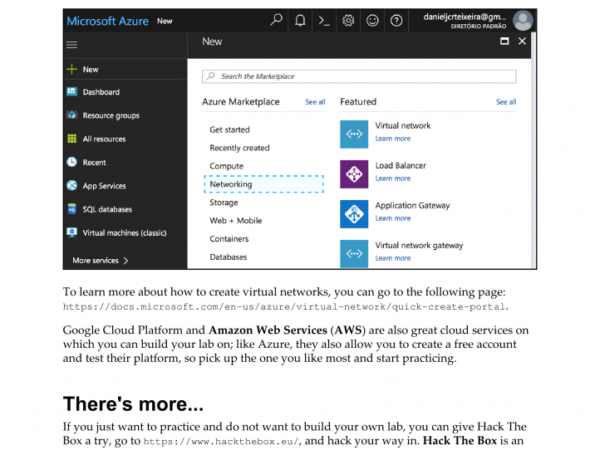 Microsoft Azure New
danieljcrteixeira@gm...
DIRETÓRIO PADRÃO
New
New
Dashboard
Resource groups
All resources
Recent
App Services
SQL databases
Virtual machines (classic)
More services >
Search the Marketplace
Azure Marketplace See all
Get started
Recently created
Compute
Networking
Storage
Web + Mobile
Containers
Databases
Featured See all
Virtual network
Learn more
Load Balancer
Learn more
Application Gateway
Learn more
Virtual network gateway
Learn more
To learn more about how to create virtual networks, you can go to the following page:
https://docs.microsoft.com/en-us/azure/virtual-network/quick-create-portal.
Google Cloud Platform and Amazon Web Services (AWS) are also great cloud services on
which you can build your lab on; like Azure, they also allow you to create a free account
and test their platform, so pick up the one you like most and start practicing.
There's more...
If you just want to practice and do not want to build your own lab, you can give Hack The
Box a try, go to https://www.hackthebox.eu/, and hack your way in. Hack The Box is an